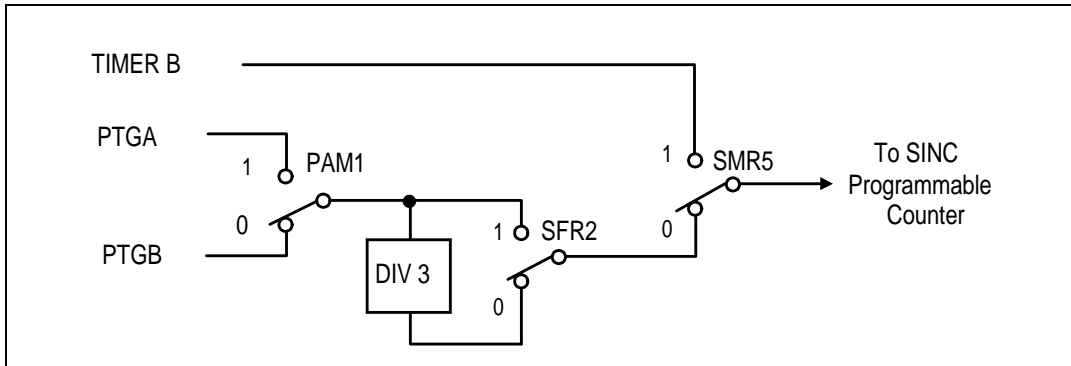 TIMER B
PTGA
1
PAM1
0
PTGB
DIV 3
1
SFR2
0
1
SMR5
0
To SINC
Programmable
Counter